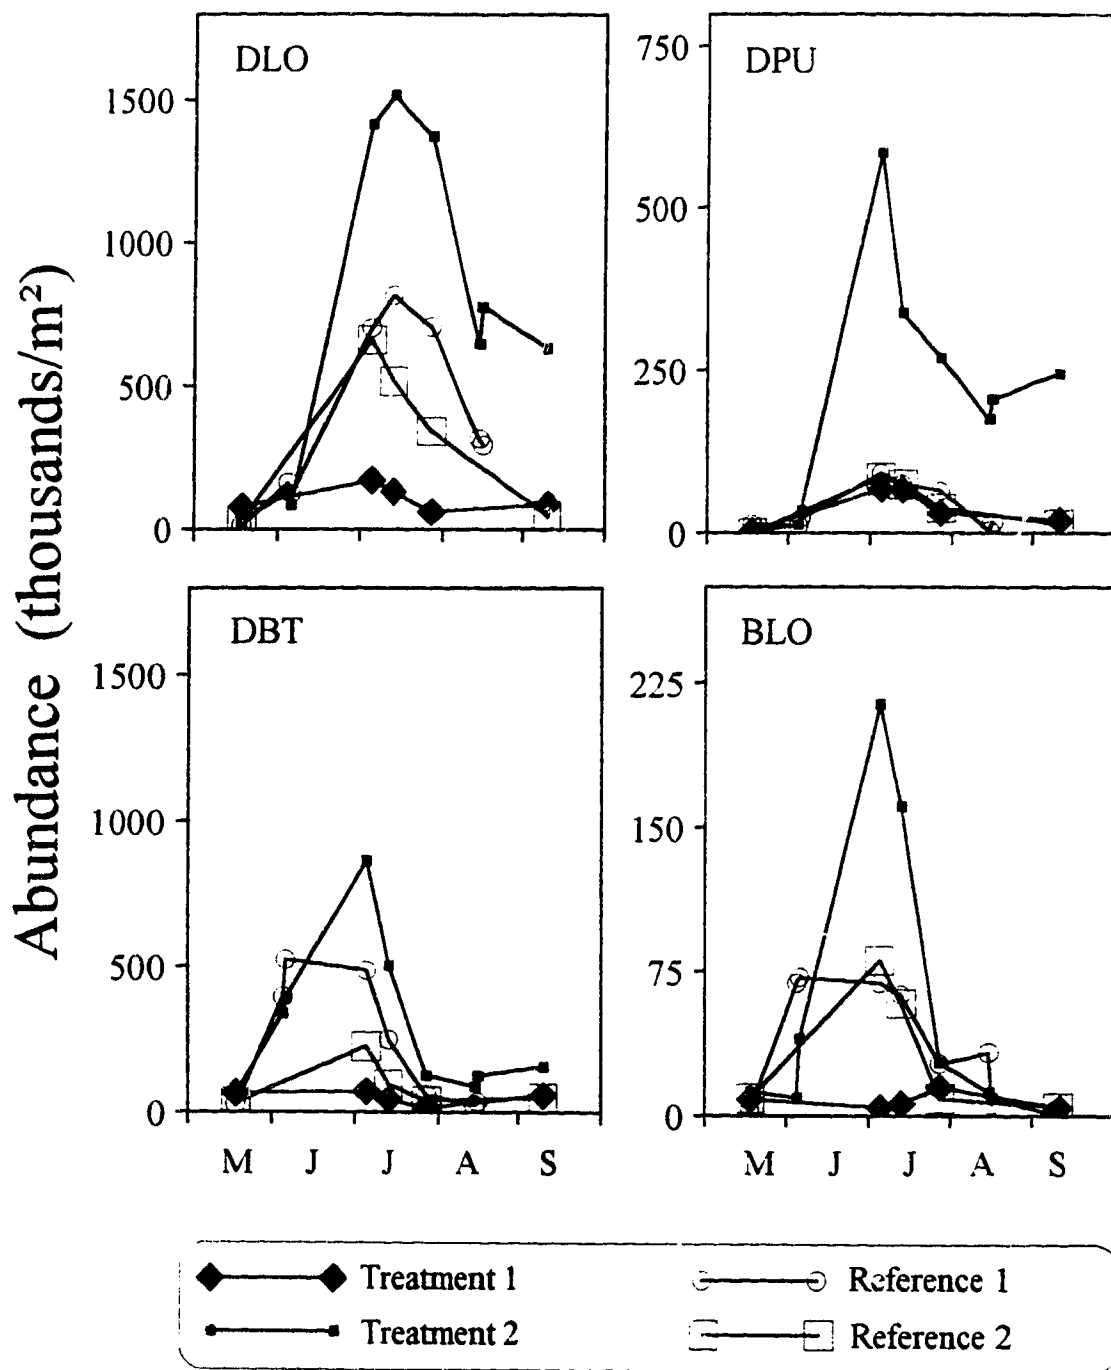 Abundance (thousands/m²)
DLO
1500
1000
500
0
DPU
750
500
250
0
DBT
1500
1000
500
0
M J J A S
BLO
225
150
75
0
M J J A S
Treatment 1
Reference 1
Treatment 2
Reference 2